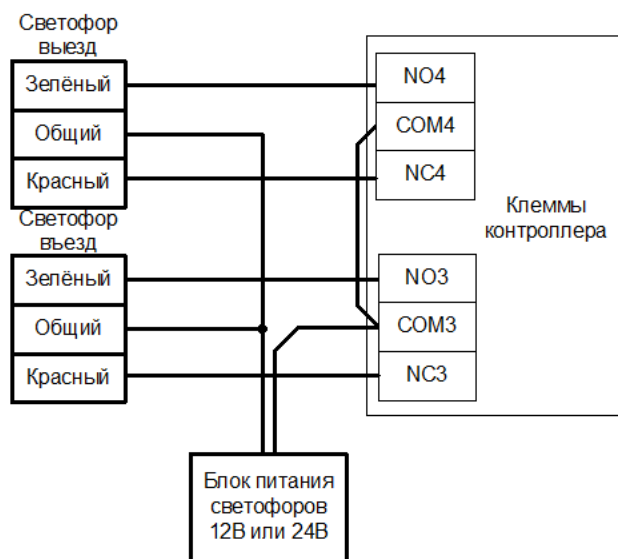 Светофор
выезд
Зелёный
Общий
Красный
Светофор
въезд
Зелёный
Общий
Красный
NO4
COM4
NC4
Клеммы
контроллера
NO3
COM3
NC3
Блок питания
светофоров
12В или 24В